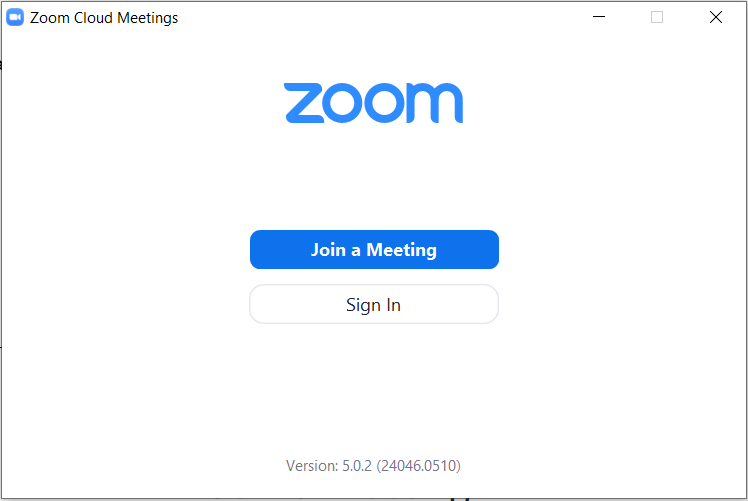 Zoom Cloud Meetings
zoom
Join a Meeting
Sign In
Version: 5.0.2 (24046.0510)